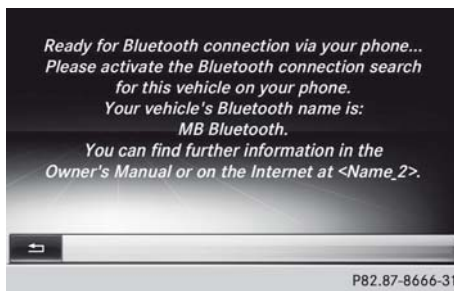 Ready for Bluetooth connection via your phone...
Please activate the Bluetooth connection search
for this vehicle on your phone.
Your vehicle's Bluetooth name is:
MB Bluetooth.
You can find further information in the
Owner's Manual or on the Internet at <Name_2>.
P82.87-8666-31